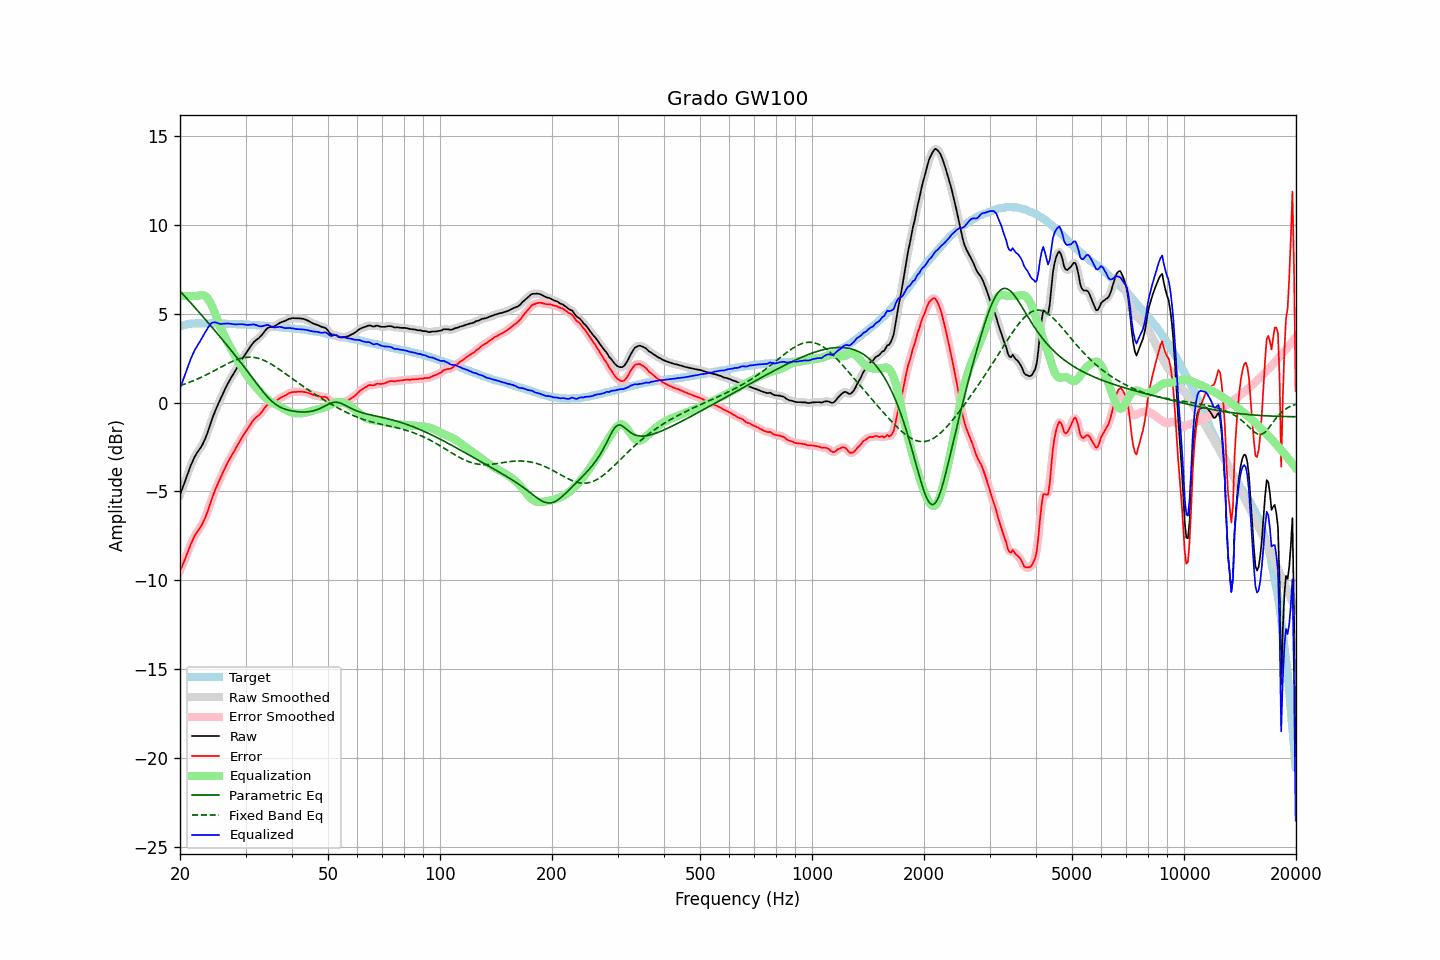 Grado GW100
Amplitude (dBr)
15
10
5
0
−5
−10
−15
−20
−25
Target
Raw Smoothed
Error Smoothed
Raw
Error
Equalization
Parametric Eq
Fixed Band Eq
Equalized
20 50 100 200 500 1000 2000 5000 10000 20000
Frequency (Hz)